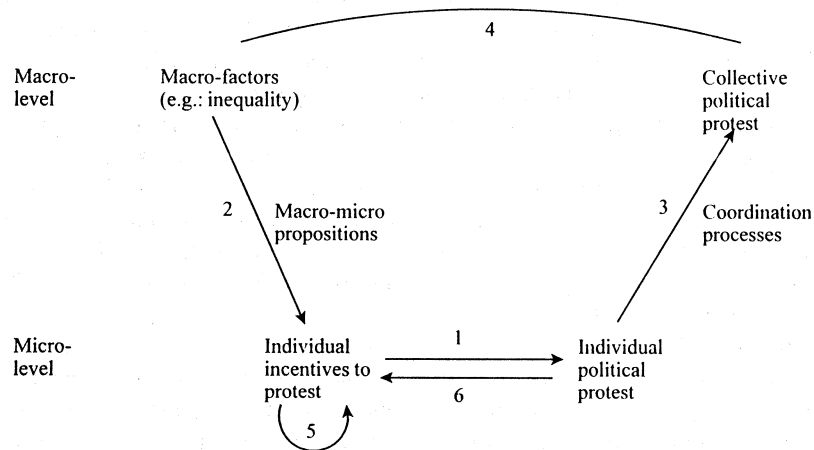 4
Macro-
level
Macro-factors
(e.g.: inequality)
Collective
political
protest
2
Macro-micro
propositions
3
Coordination
processes
Micro-
level
Individual
incentives to
protest
1
6
Individual
political
protest
5